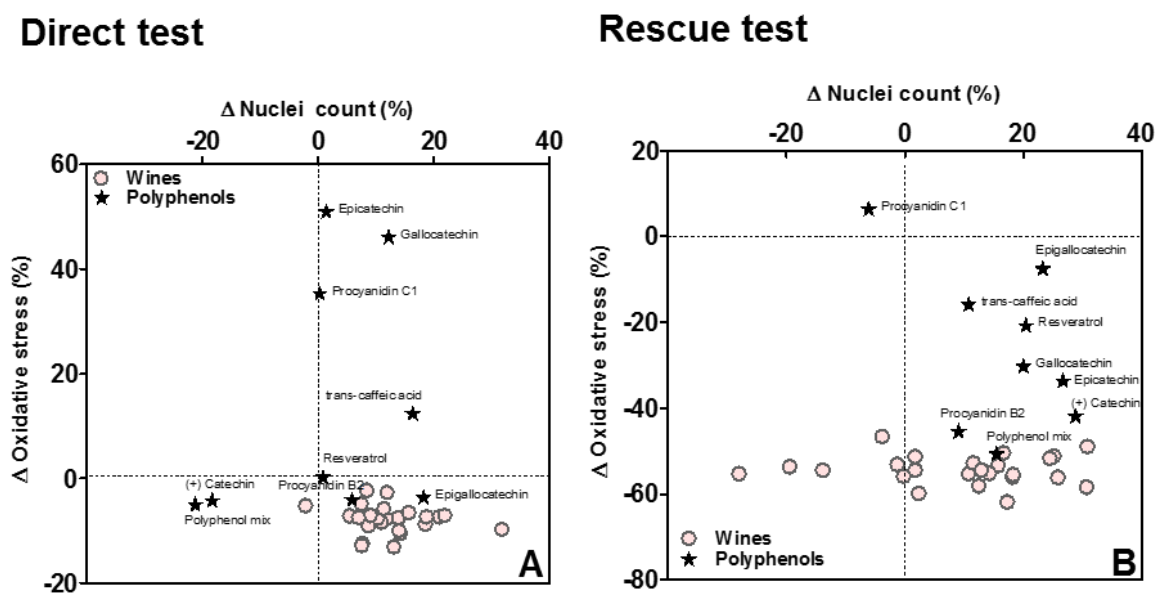 Direct test
Δ Nuclei count (%)
-20 0 20 40
60
40
20
0
-20
Δ Oxidative stress (%)
Wines
Polyphenols
Epicatechin
Gallocatechin
Procyanidin C1
trans-caffeic acid
Resveratrol
(+) Catechin
Procyanidin B2
Epigallocatechin
Polyphenol mix
A
Rescue test
Δ Nuclei count (%)
-20 0 20 40
20
0
-20
-40
-60
-80
Δ Oxidative stress (%)
Procyanidin C1
Epigallocatechin
trans-caffeic acid
Resveratrol
Gallocatechin
Epicatechin
(+) Catechin
Procyanidin B2
Polyphenol mix
Wines
Polyphenols
B